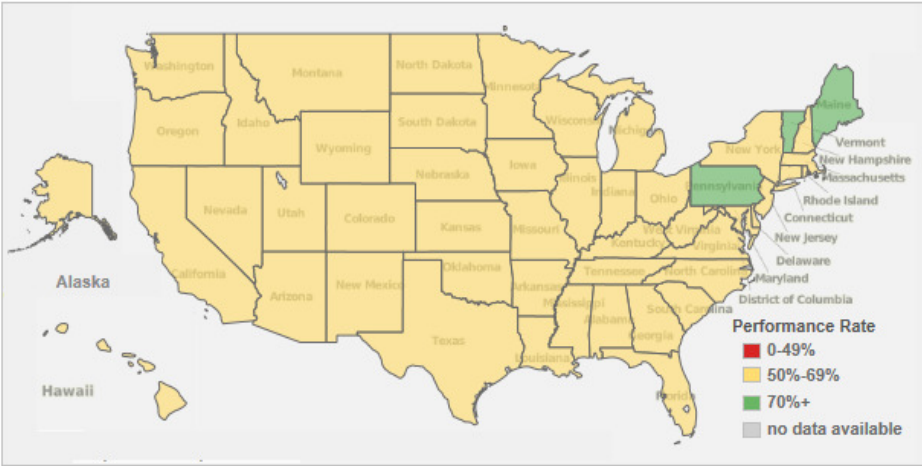 Washington
Montana
North Dakota
Minnesota
Oregon
Idaho
Wyoming
South Dakota
Wisconsin
Michigan
New York
Maine
Vermont
New Hampshire
Massachusetts
Rhode Island
Connecticut
New Jersey
Delaware
Maryland
District of Columbia
Nevada
Utah
Colorado
Nebraska
Iowa
Illinois
Indiana
Ohio
Pennsylvania
Kansas
Missouri
Kentucky
West Virginia
Virginia
California
Arizona
New Mexico
Oklahoma
Arkansas
Tennessee
North Carolina
Texas
Louisiana
Mississippi
Alabama
Georgia
South Carolina
Florida
Alaska
Hawaii
Performance Rate
0-49%
50%-69%
70%+
no data available